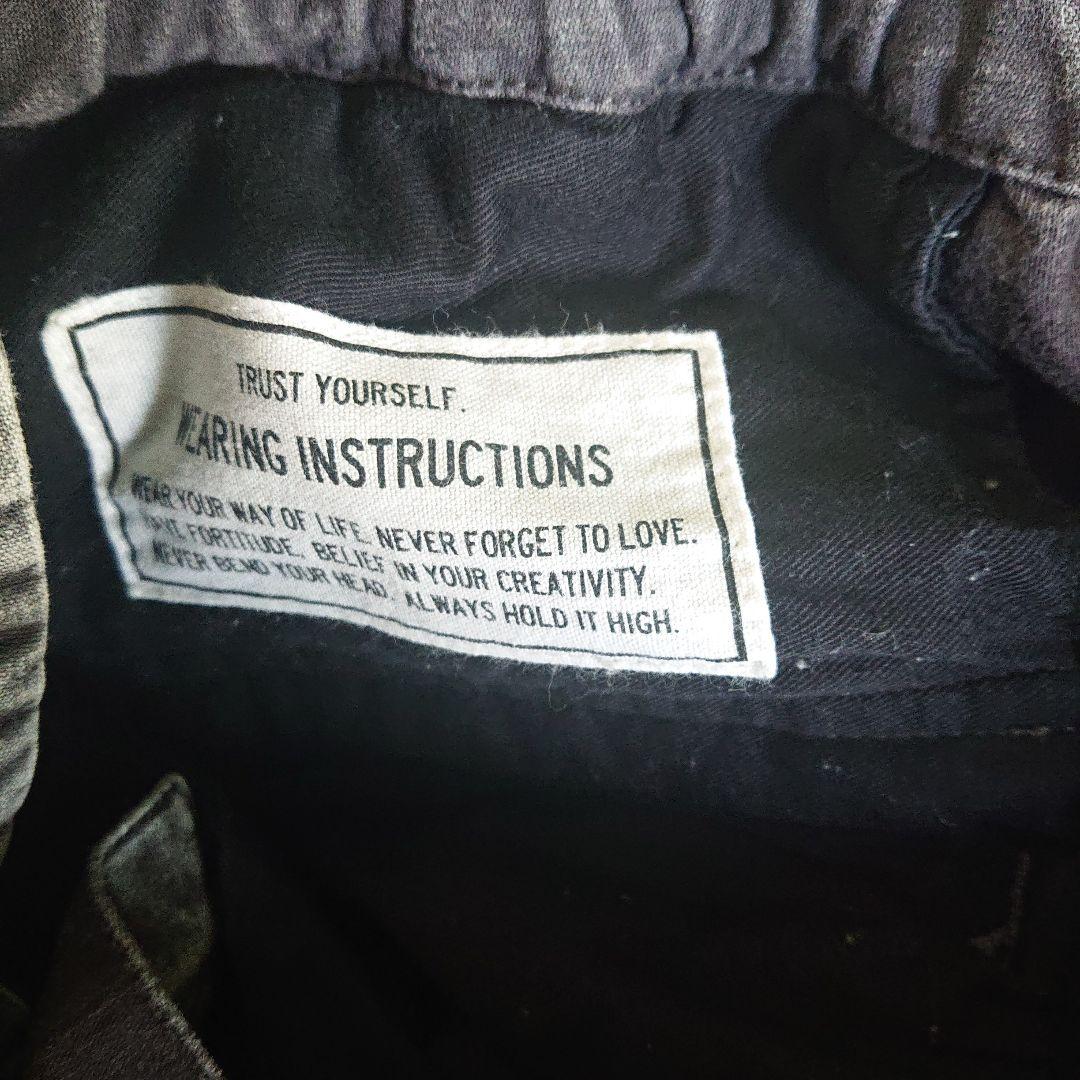 TRUST YOURSELF.
WEARING INSTRUCTIONS
WEAR YOUR WAY OF LIFE. NEVER FORGET TO LOVE.
HAVE FORTITUDE. BELIEF IN YOUR CREATIVITY.
NEVER BEND YOUR HEAD. ALWAYS HOLD IT HIGH.